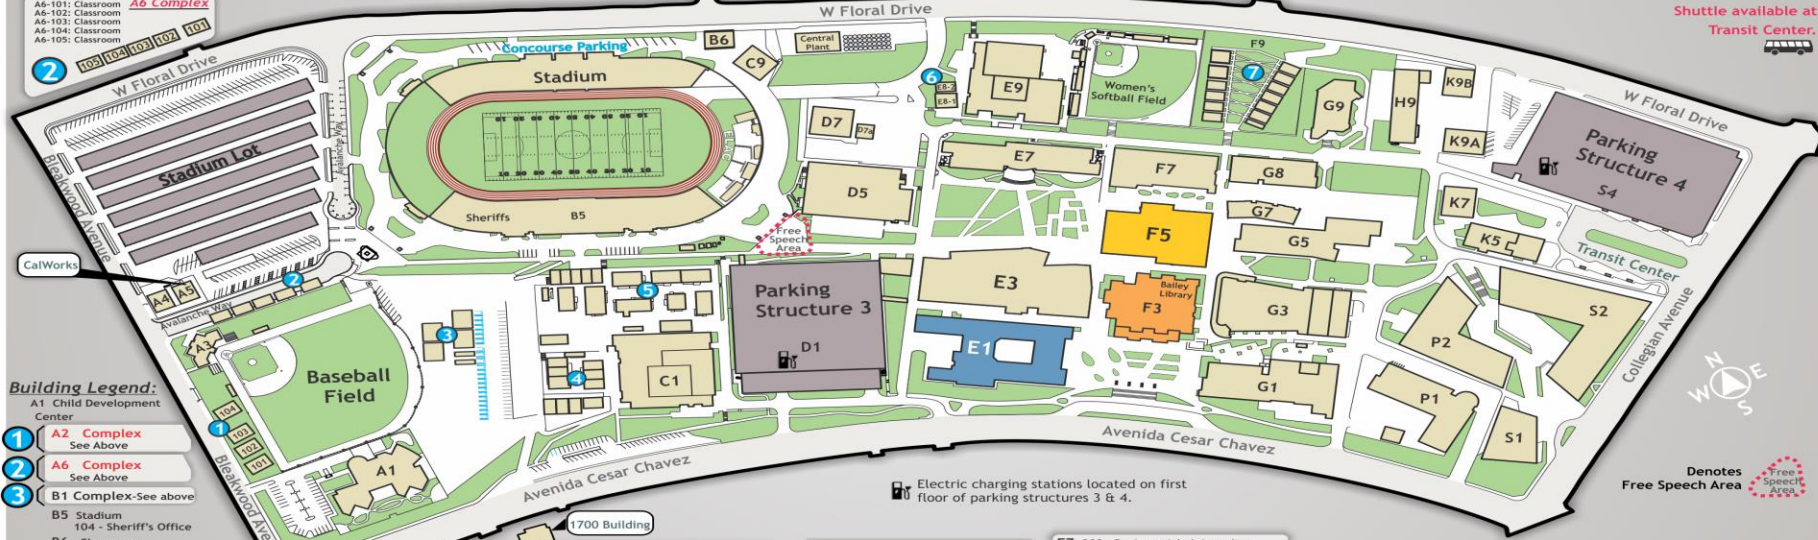 A6-101: Classroom
A6 Complex
A6-102: Classroom
A6-103: Classroom
A6-104: Classroom
A6-105: Classroom
105
104
103
102
101
2
W Floral Drive
W Floral Drive
Shuttle available at
Transit Center.
Concourse Parking
B6
Central
Plant
C9
Stadium
6
E8-2
E8-1
E9
Women's
Softball Field
F9
7
G9
H9
K9B
K9A
W Floral Drive
Parking
Structure 4
S4
Stadium Lot
Avalanche Way
Bleakwood Avenue
D7
D7a
D5
E7
F7
G8
G7
G5
K7
K5
Transit Center
Sheriffs
B5
Free
Speech
Area
F5
CalWorks
A4
A5
2
Avalanche Way
5
3
4
Parking
Structure 3
D1
E3
Bailey
Library
F3
G3
P2
S2
Collegian Avenue
A3
Baseball
Field
C1
E1
G1
P1
S1
N
W
E
S
Building Legend:
A1 Child Development
Center
1
A2 Complex
See Above
2
A6 Complex
See Above
3
B1 Complex-See above
B5 Stadium
104 - Sheriff's Office
1
104
103
102
101
Bleakwood Ave
A1
Avenida Cesar Chavez
Avenida Cesar Chavez
1700 Building
Electric charging stations located on first
floor of parking structures 3 & 4.
Denotes
Free Speech Area
Free
Speech
Area